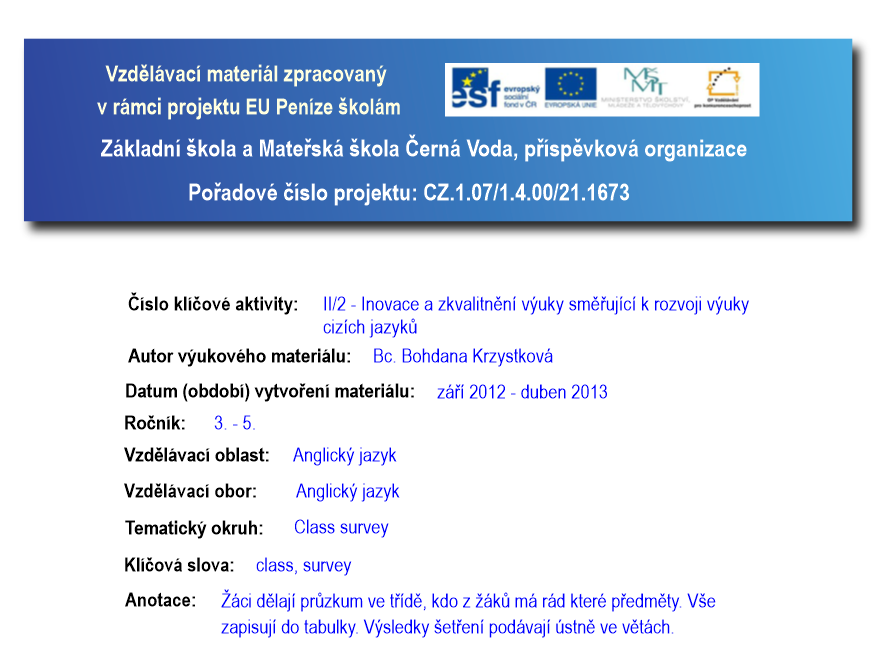 Vzdělávací materiál zpracovaný
v rámci projektu EU Peníze školám
esf evropský
sociální
fond v ČR
EVROPSKÁ UNIE
MINISTERSTVO ŠKOLSTVÍ,
MLÁDEŽE A TĚLOVÝCHOVY
OP Vzdělávání
pro konkurenceschopnost
Základní škola a Mateřská škola Černá Voda, příspěvková organizace
Pořadové číslo projektu: CZ.1.07/1.4.00/21.1673
Číslo klíčové aktivity: II/2 - Inovace a zkvalitnění výuky směřující k rozvoji výuky
cizích jazyků
Autor výukového materiálu: Bc. Bohdana Krzystková
Datum (období) vytvoření materiálu: září 2012 - duben 2013
Ročník: 3. - 5.
Vzdělávací oblast: Anglický jazyk
Vzdělávací obor: Anglický jazyk
Tematický okruh: Class survey
Klíčová slova: class, survey
Anotace: Žáci dělají průzkum ve třídě, kdo z žáků má rád které předměty. Vše
zapisují do tabulky. Výsledky šetření podávají ústně ve větách.